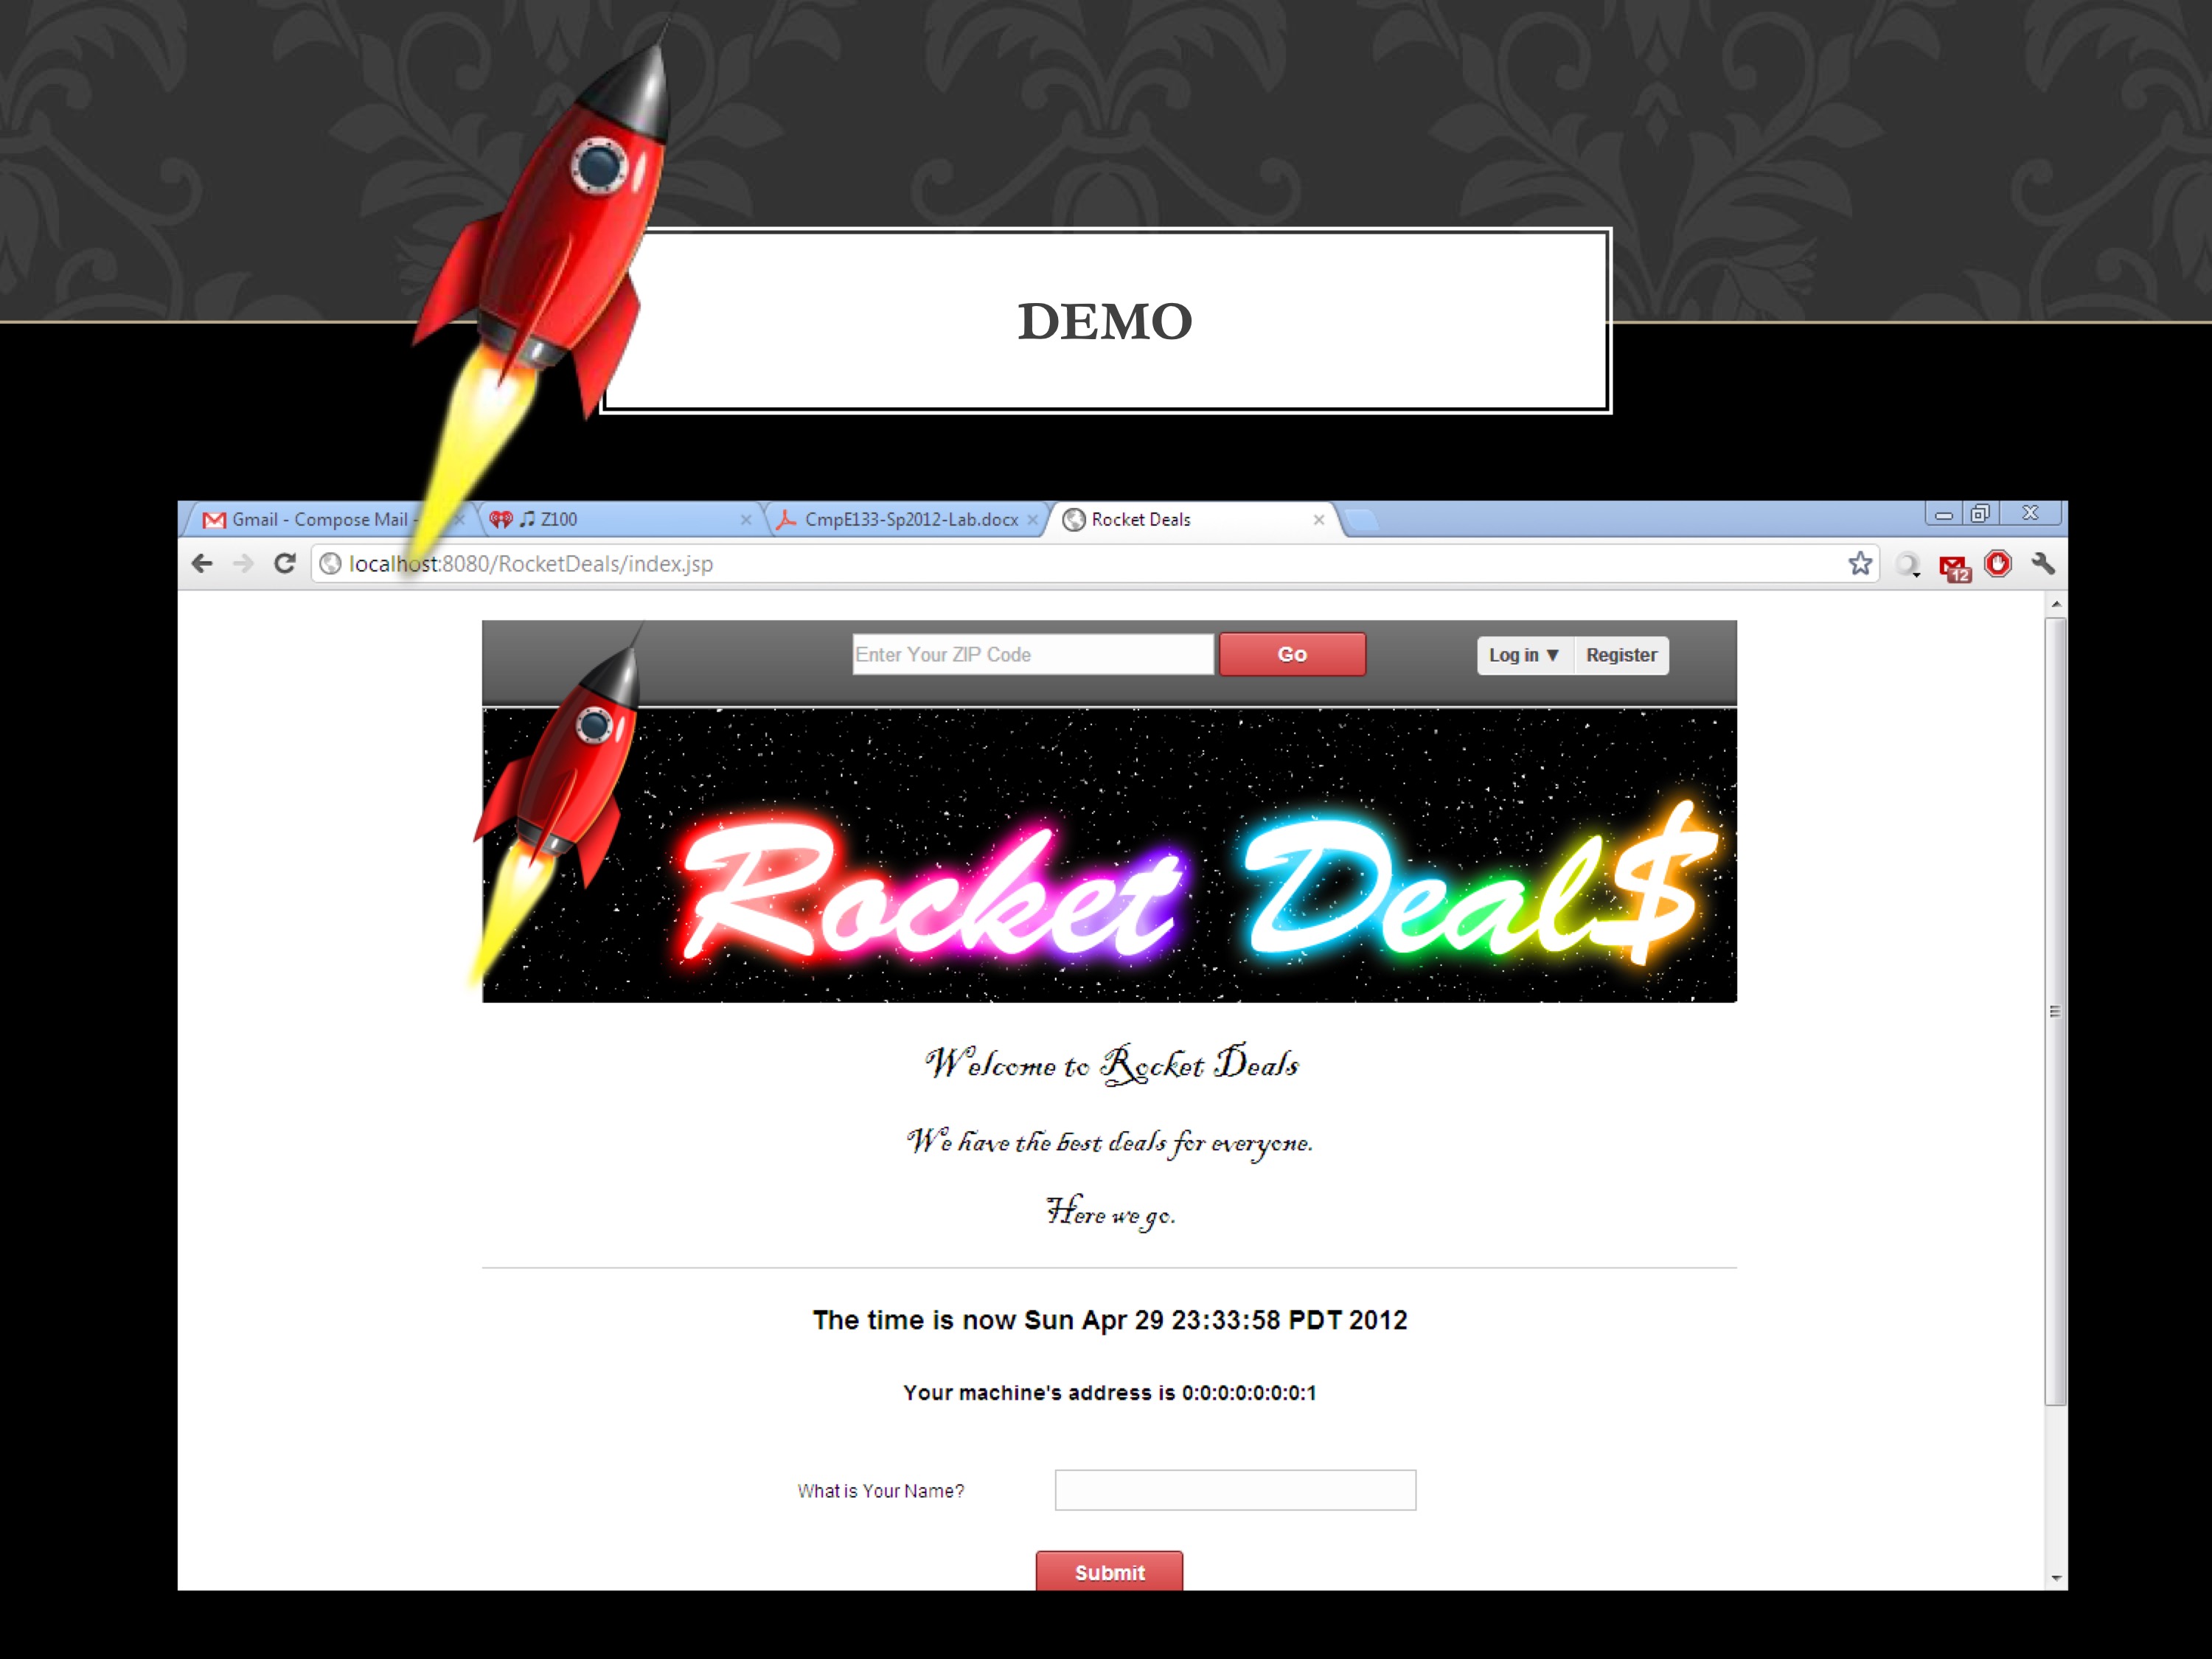 DEMO
Gmail - Compose Mail -
Z100
CmpE133-Sp2012-Lab.docx
Rocket Deals
localhost:8080/RocketDeals/index.jsp
12
Enter Your ZIP Code
Go
Log in ▼
Register
Rocket Deal$
Welcome to Rocket Deals
We have the best deals for everyone.
Here we go.
The time is now Sun Apr 29 23:33:58 PDT 2012
Your machine's address is 0:0:0:0:0:0:0:1
What is Your Name?
Submit